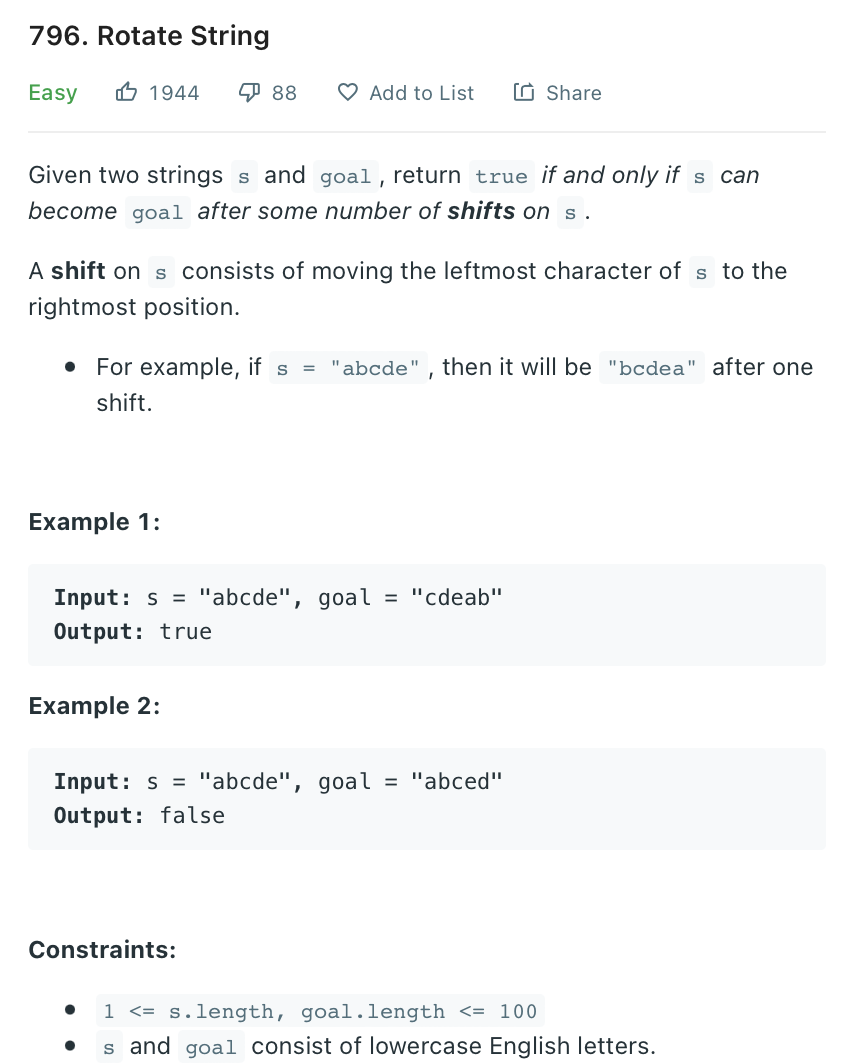 796. Rotate String
Easy 1944 88 Add to List Share
Given two strings s and goal, return true if and only if s can
become goal after some number of shifts on s.
A shift on s consists of moving the leftmost character of s to the
rightmost position.
• For example, if s = "abcde", then it will be "bcdea" after one
shift.
Example 1:
Input: s = "abcde", goal = "cdeab"
Output: true
Example 2:
Input: s = "abcde", goal = "abced"
Output: false
Constraints:
• 1 <= s.length, goal.length <= 100
• s and goal consist of lowercase English letters.